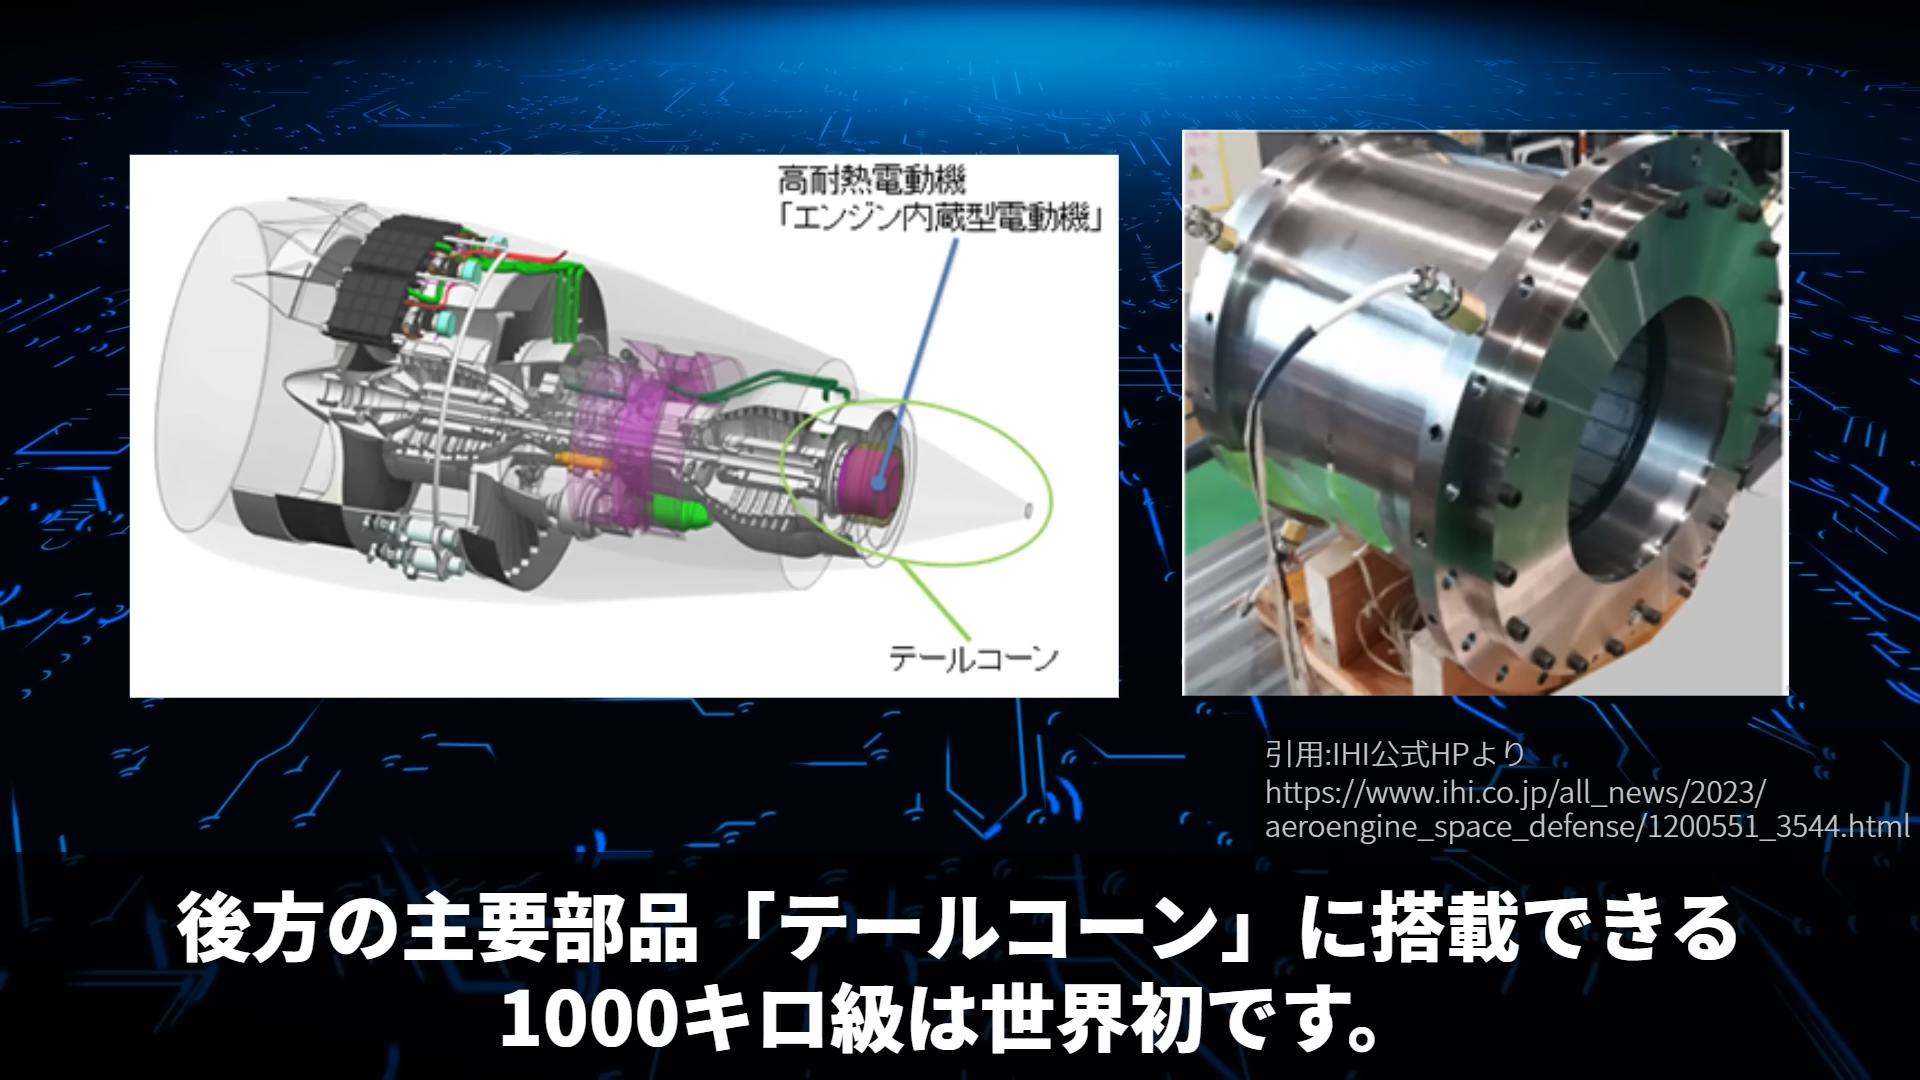 高耐熱電動機
「エンジン内蔵型電動機」
テールコーン
引用:IHI公式HPより
https://www.ihi.co.jp/all_news/2023/
aeroengine_space_defense/1200551_3544.html
後方の主要部品「テールコーン」に搭載できる
1000キロ級は世界初です。